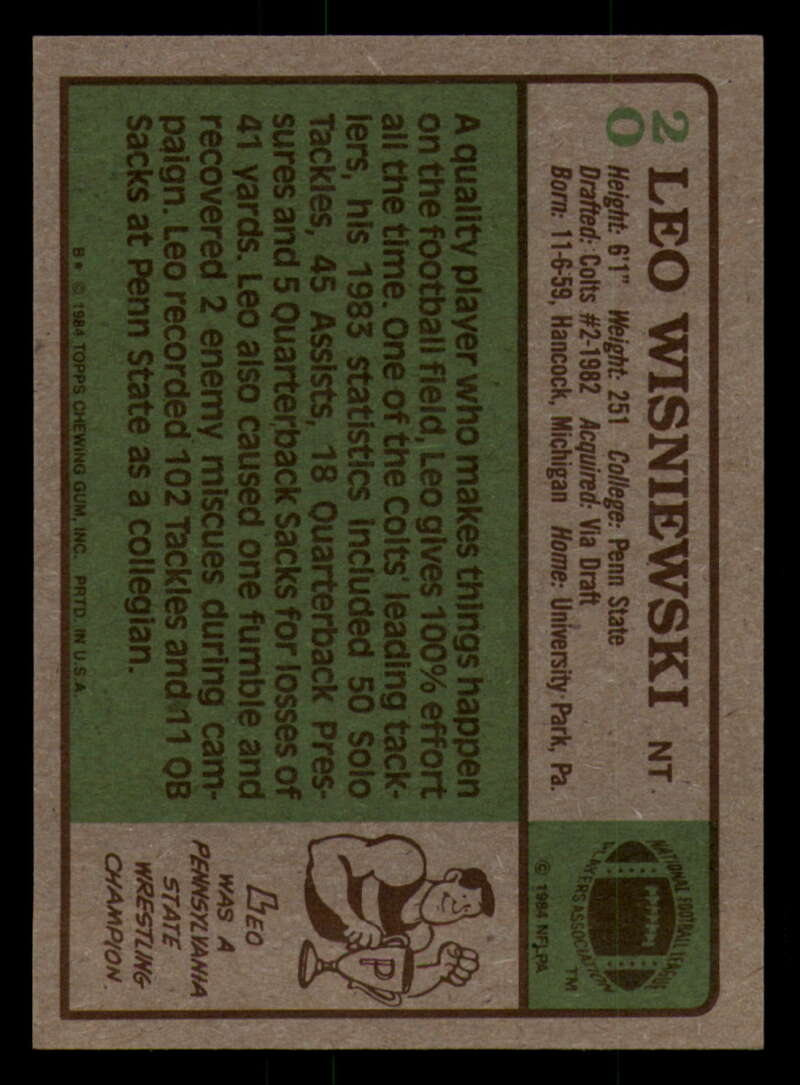 20
LEO WISNIEWSKI NT
Height: 6'1" Weight: 251 College: Penn State
Drafted: Colts #2-1982 Acquired: Via Draft
Born: 11-6-59, Hancock, Michigan Home: University Park, Pa.
NATIONAL FOOTBALL LEAGUE
PLAYERS ASSOCIATION
TM
© 1984 NFLPA
A quality player who makes things happen
on the football field, Leo gives 100% effort
all the time. One of the Colts' leading tack-
lers, his 1983 statistics included 50 Solo
Tackles, 45 Assists, 18 Quarterback Pres-
sures and 5 Quarterback Sacks for losses of
41 yards. Leo also caused one fumble and
recovered 2 enemy miscues during cam-
paign. Leo recorded 102 Tackles and 11 QB
Sacks at Penn State as a collegian.
P
LEO
WAS A
PENNSYLVANIA
STATE
WRESTLING
CHAMPION.
B* © 1984 TOPPS CHEWING GUM, INC. PRTD. IN U.S.A.